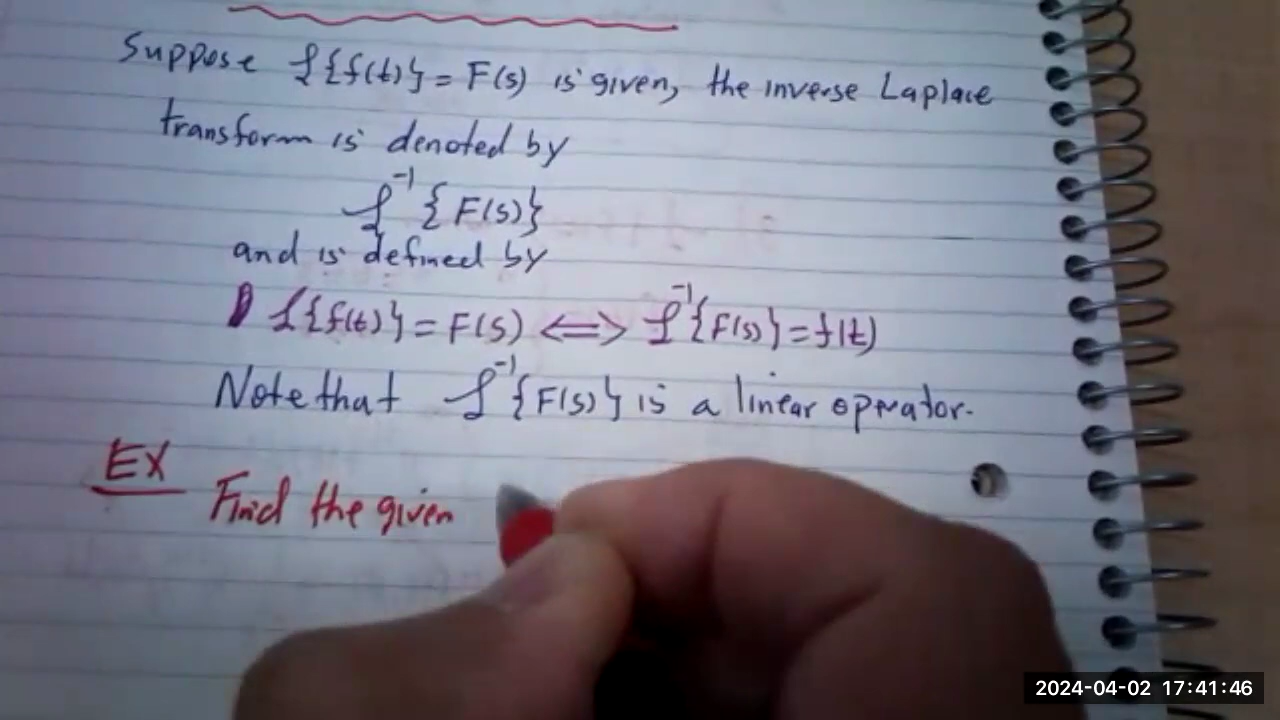 Suppose ℒ{f(t)} = F(s) is given, the inverse Laplace
transform is denoted by
ℒ⁻¹{F(s)}
and is defined by
ℒ{f(t)} = F(s) ⟺ ℒ⁻¹{F(s)} = f(t)
Note that ℒ⁻¹{F(s)} is a linear operator.
EX Find the given
2024-04-02 17:41:46